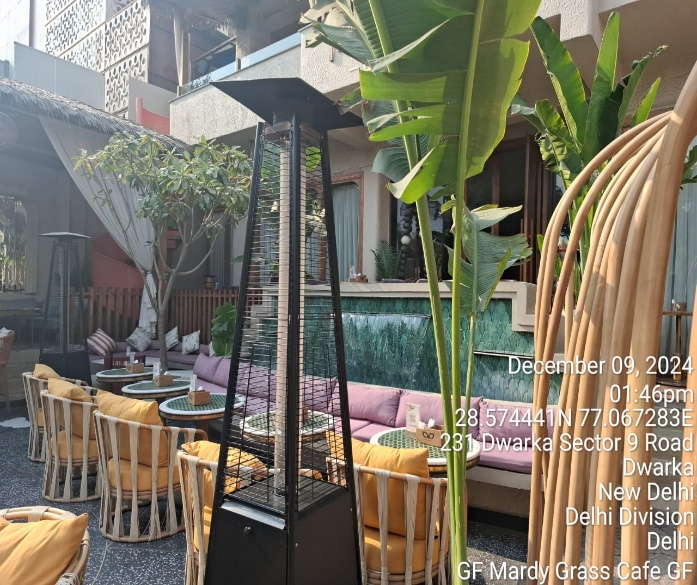 December 09, 2024
01:46pm
28.574441N 77.067283E
231 Dwarka Sector 9 Road
Dwarka
New Delhi
Delhi Division
Delhi
GF Mardy Grass Cafe GF